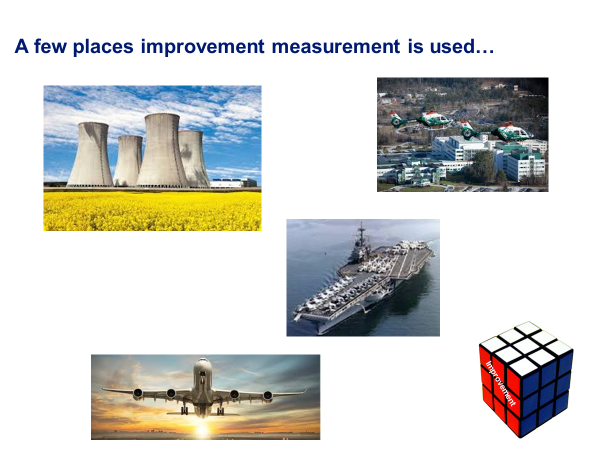 A few places improvement measurement is used…
Improvement